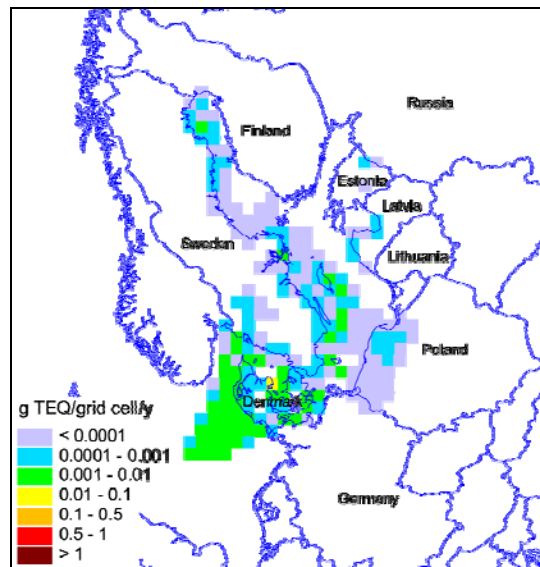 Russia
Finland
Estonia
Latvia
Sweden
Lithuania
Poland
Denmark
g TEQ/grid cell/y
< 0.0001
0.0001 - 0.001
0.001 - 0.01
0.01 - 0.1
0.1 - 0.5
0.5 - 1
> 1
Germany